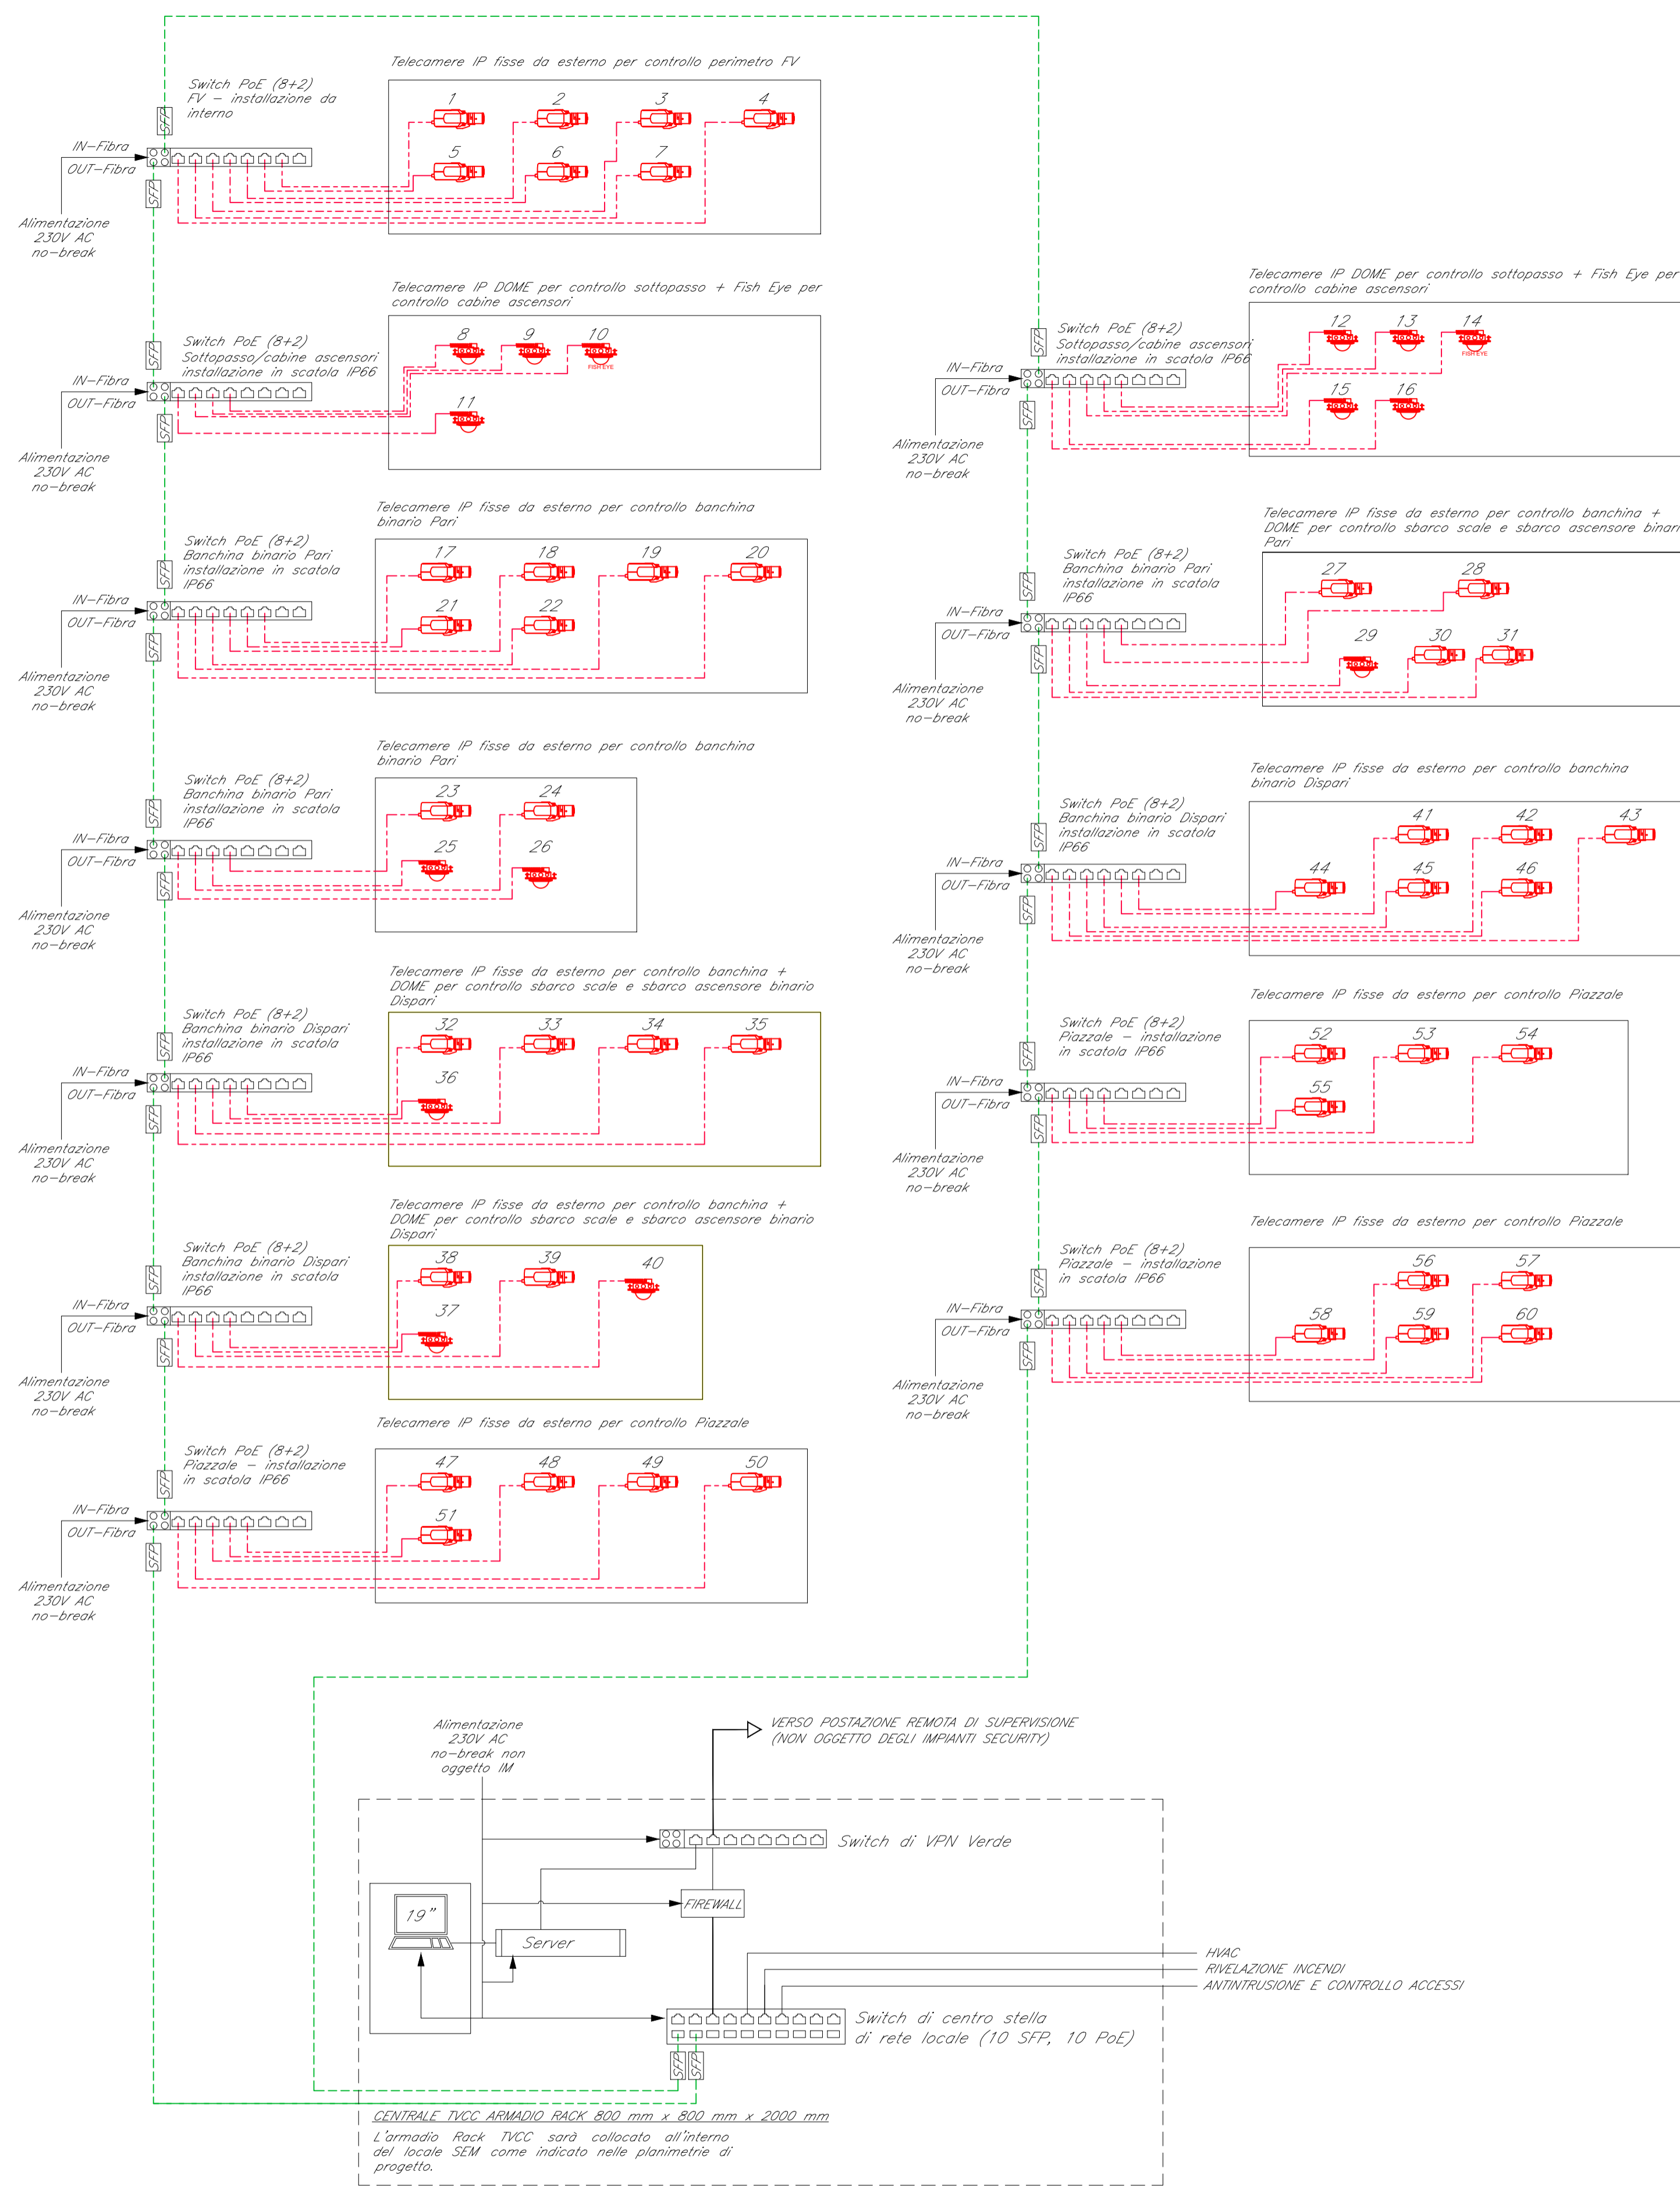 Telecamere IP fisse da esterno per controllo perimetro FV
Switch PoE (8+2)
FV - installazione da
interno
SFP
IN-Fibra
OUT-Fibra
SFP
Alimentazione
230V AC
no-break
1
2
3
4
5
6
7
Telecamere IP DOME per controllo sottopasso + Fish Eye per
controllo cabine ascensori
Switch PoE (8+2)
Sottopasso/cabine ascensori
installazione in scatola IP66
SFP
IN-Fibra
OUT-Fibra
SFP
Alimentazione
230V AC
no-break
8
9
10
FISH EYE
11
Telecamere IP fisse da esterno per controllo banchina
binario Pari
Switch PoE (8+2)
Banchina binario Pari
installazione in scatola
IP66
SFP
IN-Fibra
OUT-Fibra
SFP
Alimentazione
230V AC
no-break
17
18
19
20
21
22
Telecamere IP fisse da esterno per controllo banchina
binario Pari
Switch PoE (8+2)
Banchina binario Pari
installazione in scatola
IP66
SFP
IN-Fibra
OUT-Fibra
SFP
Alimentazione
230V AC
no-break
23
24
25
26
Telecamere IP fisse da esterno per controllo banchina +
DOME per controllo sbarco scale e sbarco ascensore binario
Dispari
Switch PoE (8+2)
Banchina binario Dispari
installazione in scatola
IP66
SFP
IN-Fibra
OUT-Fibra
SFP
Alimentazione
230V AC
no-break
32
33
34
35
36
Telecamere IP fisse da esterno per controllo banchina +
DOME per controllo sbarco scale e sbarco ascensore binario
Dispari
Switch PoE (8+2)
Banchina binario Dispari
installazione in scatola
IP66
SFP
IN-Fibra
OUT-Fibra
SFP
Alimentazione
230V AC
no-break
38
39
40
37
Telecamere IP fisse da esterno per controllo Piazzale
Switch PoE (8+2)
Piazzale - installazione
in scatola IP66
SFP
IN-Fibra
OUT-Fibra
SFP
Alimentazione
230V AC
no-break
47
48
49
50
51
Telecamere IP DOME per controllo sottopasso + Fish Eye per
controllo cabine ascensori
Switch PoE (8+2)
Sottopasso/cabine ascensori
installazione in scatola IP66
SFP
IN-Fibra
OUT-Fibra
SFP
Alimentazione
230V AC
no-break
12
13
14
FISH EYE
15
16
Telecamere IP fisse da esterno per controllo banchina +
DOME per controllo sbarco scale e sbarco ascensore binari
Pari
Switch PoE (8+2)
Banchina binario Pari
installazione in scatola
IP66
SFP
IN-Fibra
OUT-Fibra
SFP
Alimentazione
230V AC
no-break
27
28
29
30
31
Telecamere IP fisse da esterno per controllo banchina
binario Dispari
Switch PoE (8+2)
Banchina binario Dispari
installazione in scatola
IP66
SFP
IN-Fibra
OUT-Fibra
SFP
Alimentazione
230V AC
no-break
41
42
43
44
45
46
Telecamere IP fisse da esterno per controllo Piazzale
Switch PoE (8+2)
Piazzale - installazione
in scatola IP66
SFP
IN-Fibra
OUT-Fibra
SFP
Alimentazione
230V AC
no-break
52
53
54
55
Telecamere IP fisse da esterno per controllo Piazzale
Switch PoE (8+2)
Piazzale - installazione
in scatola IP66
SFP
IN-Fibra
OUT-Fibra
SFP
Alimentazione
230V AC
no-break
56
57
58
59
60
Alimentazione
230V AC
no-break non
oggetto IM
VERSO POSTAZIONE REMOTA DI SUPERVISIONE
(NON OGGETTO DEGLI IMPIANTI SECURITY)
Switch di VPN Verde
FIREWALL
19"
Server
HVAC
RIVELAZIONE INCENDI
ANTINTRUSIONE E CONTROLLO ACCESSI
Switch di centro stella
di rete locale (10 SFP, 10 PoE)
SFP
SFP
CENTRALE TVCC ARMADIO RACK 800 mm x 800 mm x 2000 mm
L'armadio Rack TVCC sarà collocato all'interno
del locale SEM come indicato nelle planimetrie di
progetto.